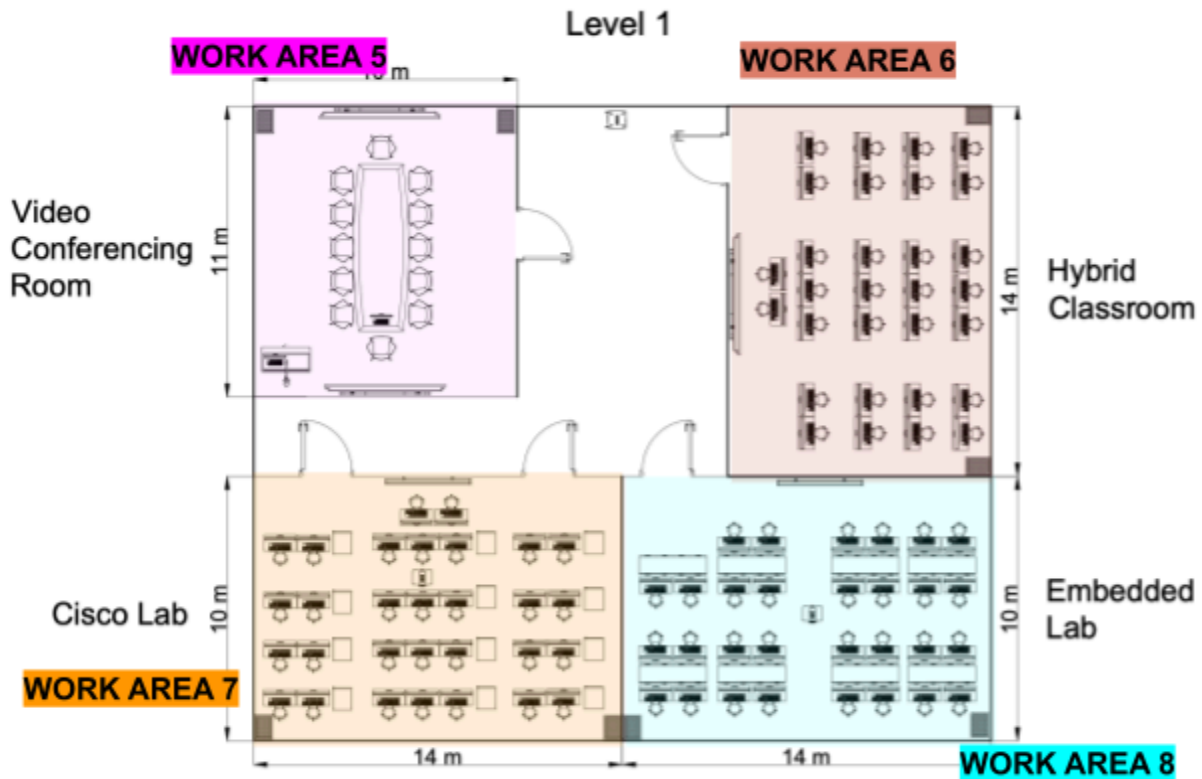 Level 1
WORK AREA 5
WORK AREA 6
10 m
Video
Conferencing
Room
11 m
14 m
Hybrid
Classroom
Cisco Lab
10 m
10 m
Embedded
Lab
WORK AREA 7
14 m
14 m
WORK AREA 8